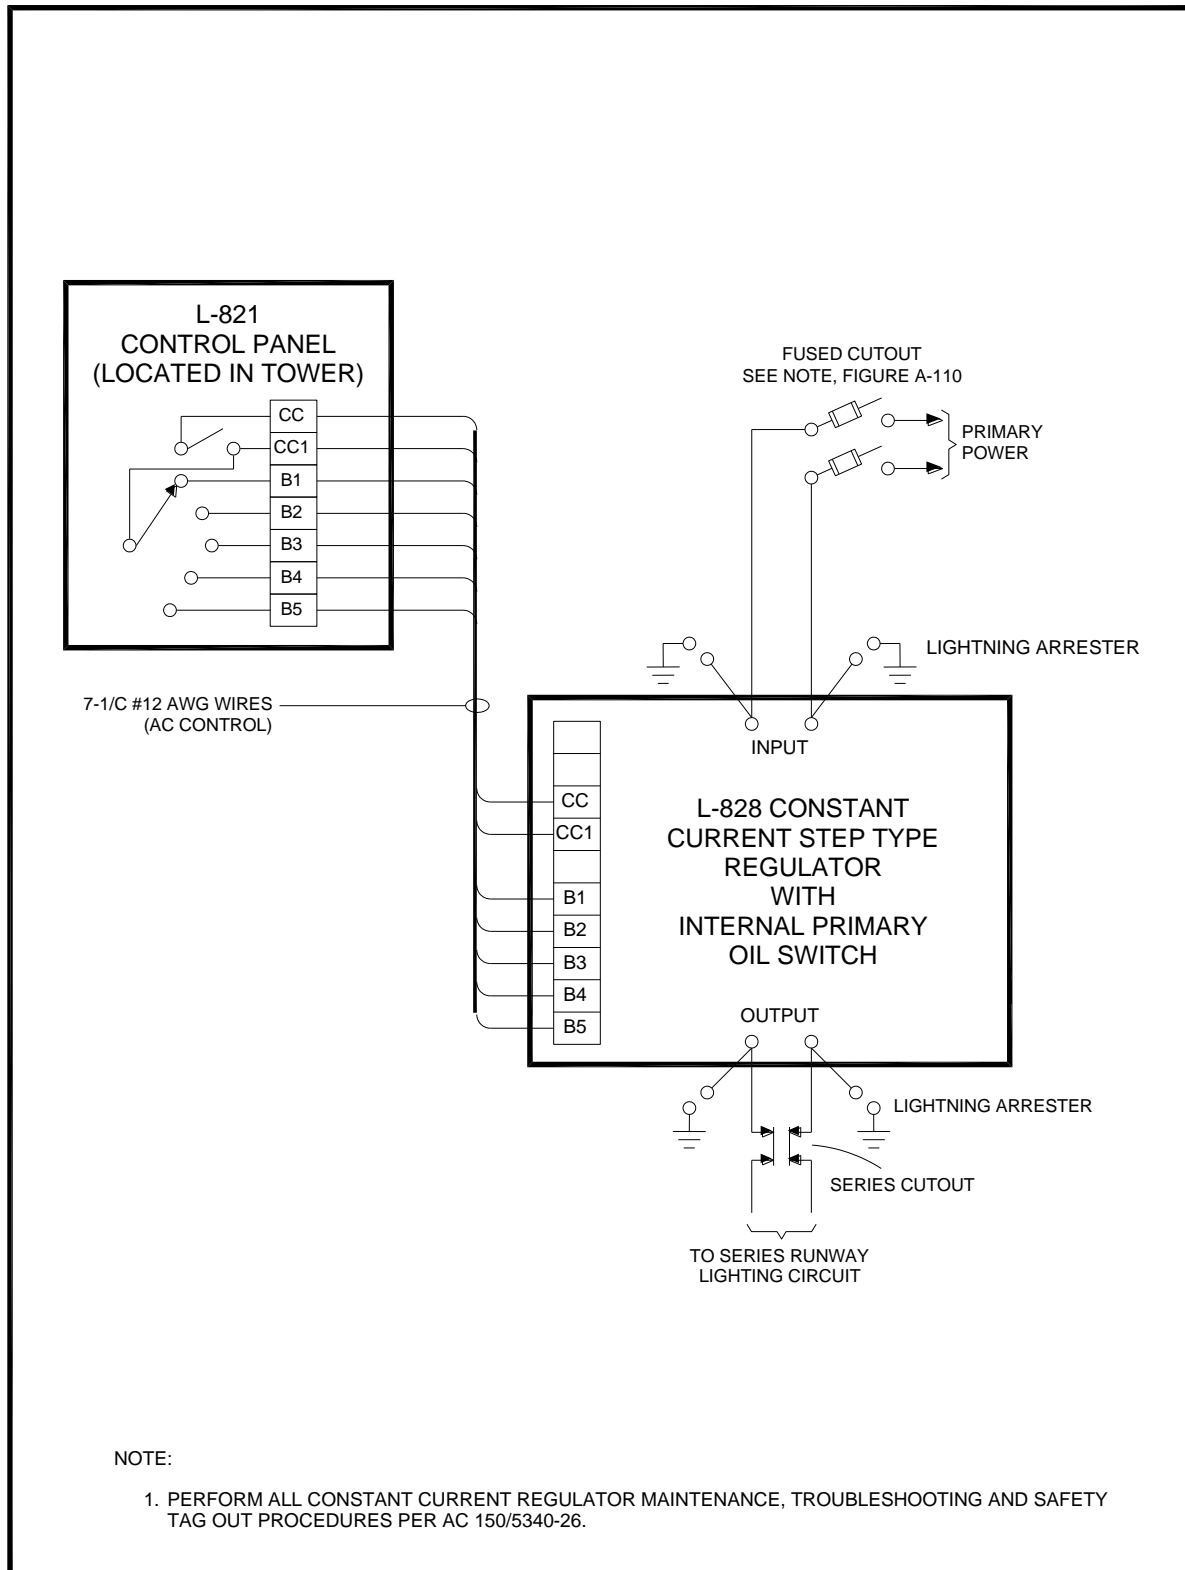 L-821
CONTROL PANEL
(LOCATED IN TOWER)
CC
CC1
B1
B2
B3
B4
B5
FUSED CUTOUT
SEE NOTE, FIGURE A-110
PRIMARY
POWER
LIGHTNING ARRESTER
7-1/C #12 AWG WIRES
(AC CONTROL)
INPUT
CC
CC1
B1
B2
B3
B4
B5
L-828 CONSTANT
CURRENT STEP TYPE
REGULATOR
WITH
INTERNAL PRIMARY
OIL SWITCH
OUTPUT
LIGHTNING ARRESTER
SERIES CUTOUT
TO SERIES RUNWAY
LIGHTING CIRCUIT
NOTE:
1. PERFORM ALL CONSTANT CURRENT REGULATOR MAINTENANCE, TROUBLESHOOTING AND SAFETY
TAG OUT PROCEDURES PER AC 150/5340-26.